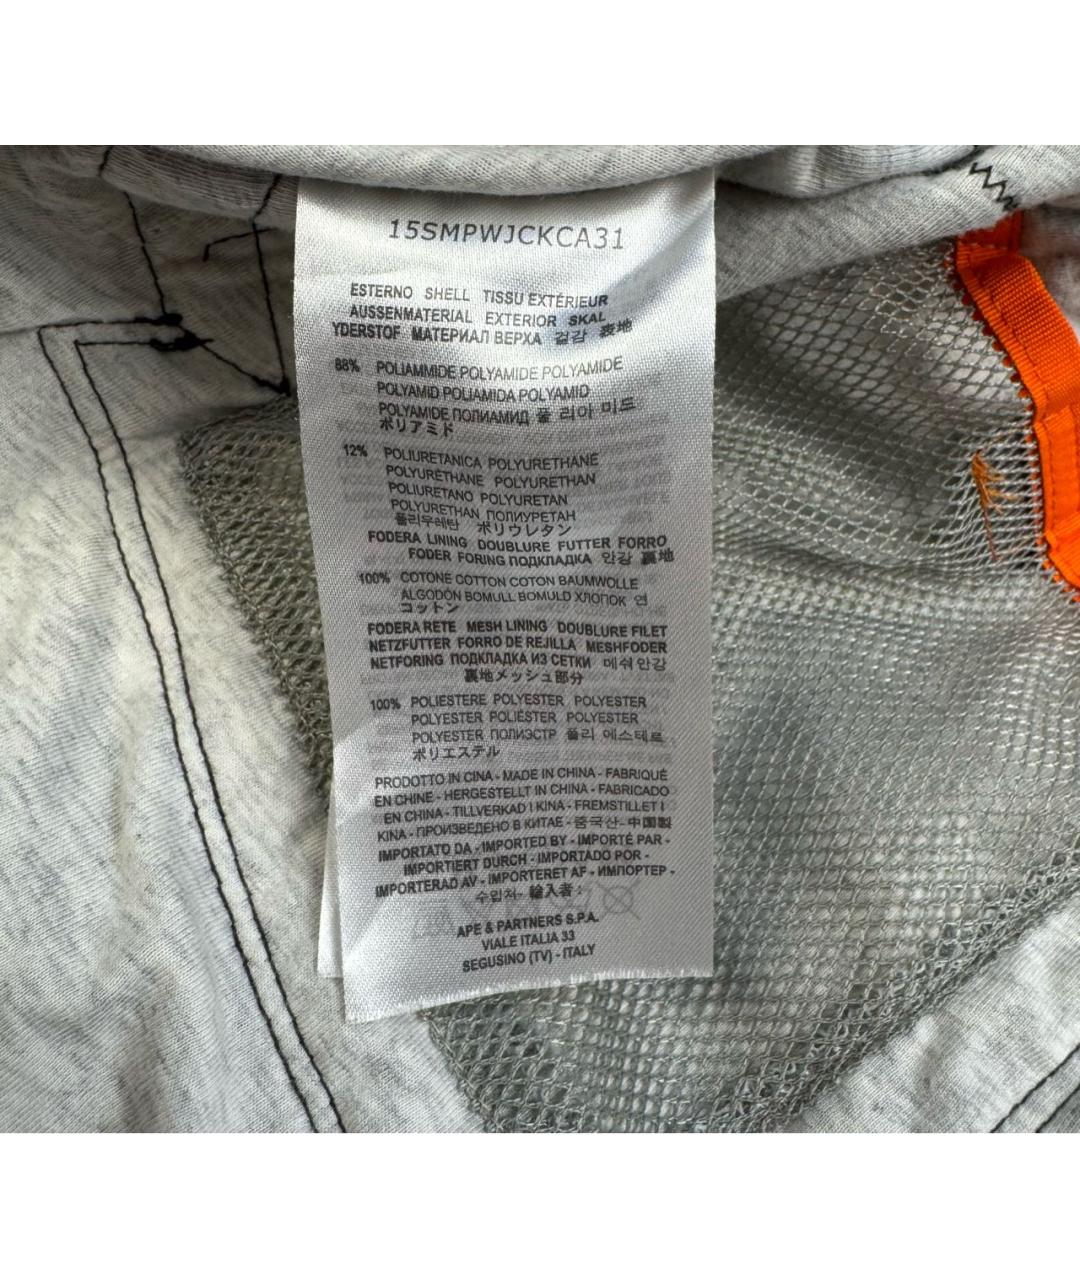 15SMPWJCKCA31
ESTERNO SHELL TISSU EXTÉRIEUR
AUSSENMATERIAL EXTERIOR SKAL
YDERSTOF МАТЕРИАЛ ВЕРХА 겉감 表地
88% POLIAMMIDE POLYAMIDE POLYAMIDE
POLYAMID POLIAMIDA POLYAMID
POLYAMIDE ПОЛИАМИД 폴 리아 미드
ポリアミド
12% POLIURETANICA POLYURETHANE
POLYURÉTHANE POLYURETHAN
POLIURETANO POLYURETAN
POLYURETHAN ПОЛИУРЕТАН
폴리우레탄 ポリウレタン
FODERA LINING DOUBLURE FUTTER FORRO
FODER FORING ПОДКЛАДКА 안감 裏地
100% COTONE COTTON COTON BAUMWOLLE
ALGODÓN BOMULL BOMULD ХЛОПОК 면
コットン
FODERA RETE MESH LINING DOUBLURE FILET
NETZFUTTER FORRO DE REJILLA MESHFODER
NETFORING ПОДКЛАДКА ИЗ СЕТКИ 메쉬안감
裏地メッシュ部分
100% POLIESTERE POLYESTER POLYESTER
POLYESTER POLIÉSTER POLYESTER
POLYESTER ПОЛИЭСТР 폴리 에스테르
ポリエステル
PRODOTTO IN CINA - MADE IN CHINA - FABRIQUÉ
EN CHINE - HERGESTELLT IN CHINA - FABRICADO
EN CHINA - TILLVERKAD I KINA - FREMSTILLET I
KINA - ПРОИЗВЕДЕНО В КИТАЕ - 중국산- 中国製
IMPORTATO DA - IMPORTED BY - IMPORTÉ PAR -
IMPORTIERT DURCH - IMPORTADO POR -
IMPORTERAD AV - IMPORTERET AF - ИМПОРТЕР -
수입처- 輸入者 :
APE & PARTNERS S.P.A.
VIALE ITALIA 33
SEGUSINO (TV) - ITALY